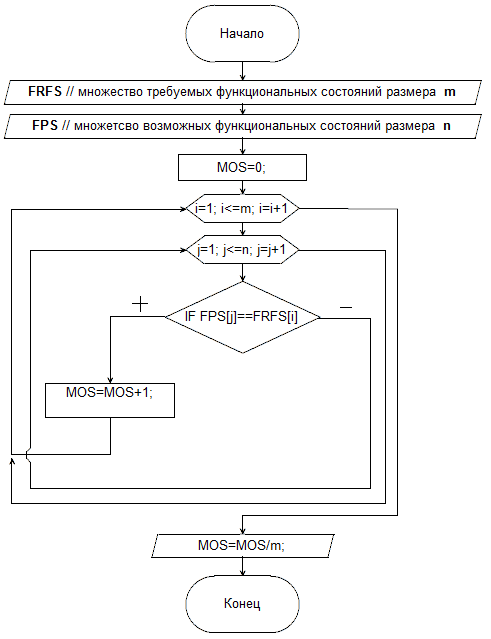 Начало
FRFS // множество требуемых функциональных состояний размера m
FPS // множетсво возможных функциональных состояний размера n
MOS=0;
i=1; i<=m; i=i+1
j=1; j<=n; j=j+1
+ −
IF FPS[j]==FRFS[i]
MOS=MOS+1;
MOS=MOS/m;
Конец